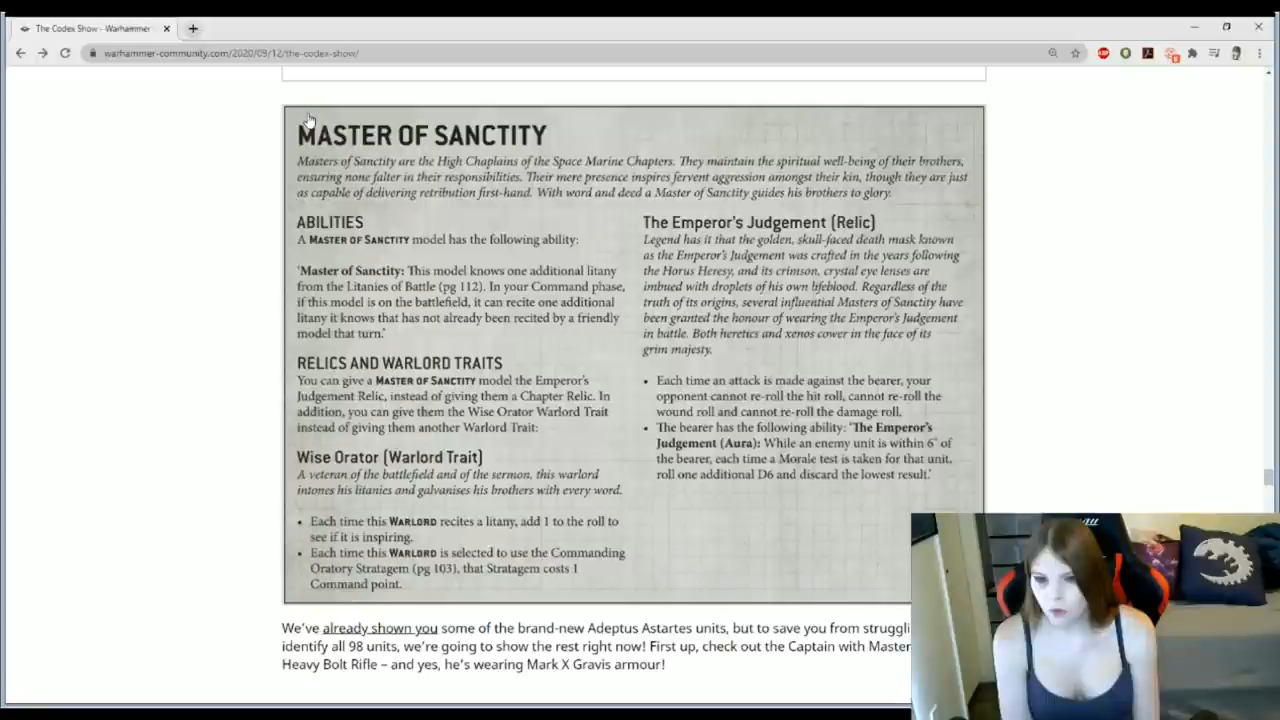 The Codex Show - Warhammer
warhammer-community.com/2020/09/12/the-codex-show/
MASTER OF SANCTITY
Masters of Sanctity are the High Chaplains of the Space Marine Chapters. They maintain the spiritual well-being of their brothers,
ensuring none falter in their responsibilities. Their mere presence inspires fervent aggression amongst their kin, though they are just
as capable of delivering retribution first-hand. With word and deed a Master of Sanctity guides his brothers to glory.
ABILITIES
A MASTER OF SANCTITY model has the following ability:
'Master of Sanctity: This model knows one additional litany
from the Litanies of Battle (pg 112). In your Command phase,
if this model is on the battlefield, it can recite one additional
litany it knows that has not already been recited by a friendly
model that turn.'
RELICS AND WARLORD TRAITS
You can give a MASTER OF SANCTITY model the Emperor's
Judgement Relic, instead of giving them a Chapter Relic. In
addition, you can give them the Wise Orator Warlord Trait
instead of giving them another Warlord Trait:
Wise Orator (Warlord Trait)
A veteran of the battlefield and of the sermon, this warlord
intones his litanies and galvanises his brothers with every word.
• Each time this WARLORD recites a litany, add 1 to the roll to
see if it is inspiring.
• Each time this WARLORD is selected to use the Commanding
Oratory Stratagem (pg 103), that Stratagem costs 1
Command point.
The Emperor's Judgement (Relic)
Legend has it that the golden, skull-faced death mask known
as the Emperor's Judgement was crafted in the years following
the Horus Heresy, and its crimson, crystal eye lenses are
imbued with droplets of his own lifeblood. Regardless of the
truth of its origins, several influential Masters of Sanctity have
been granted the honour of wearing the Emperor's Judgement
in battle. Both heretics and xenos cower in the face of its
grim majesty.
• Each time an attack is made against the bearer, your
opponent cannot re-roll the hit roll, cannot re-roll the
wound roll and cannot re-roll the damage roll.
• The bearer has the following ability: 'The Emperor's
Judgement (Aura): While an enemy unit is within 6" of
the bearer, each time a Morale test is taken for that unit,
roll one additional D6 and discard the lowest result.'
We've already shown you some of the brand-new Adeptus Astartes units, but to save you from struggli
identify all 98 units, we're going to show the rest right now! First up, check out the Captain with Master
Heavy Bolt Rifle – and yes, he's wearing Mark X Gravis armour!